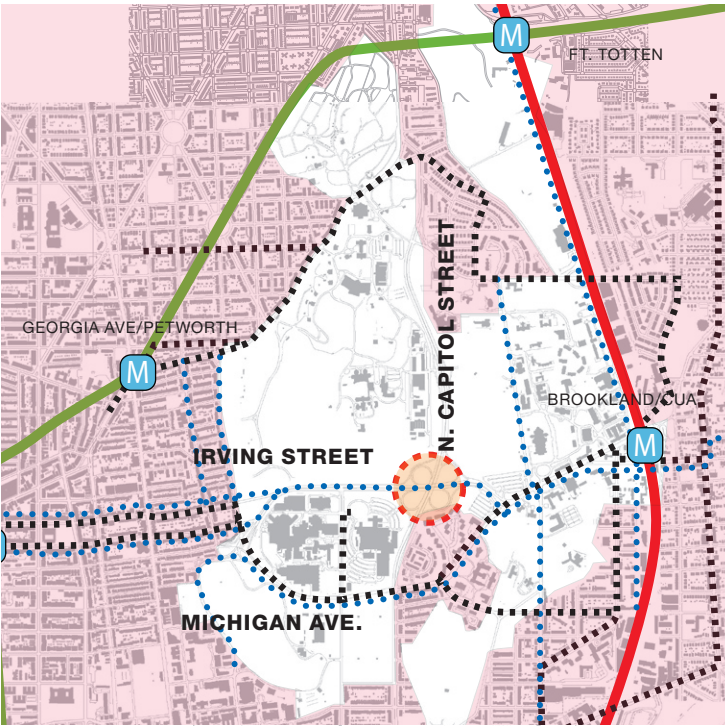 M
FT. TOTTEN
N. CAPITOL STREET
GEORGIA AVE/PETWORTH
M
BROOKLAND/CUA
M
IRVING STREET
MICHIGAN AVE.